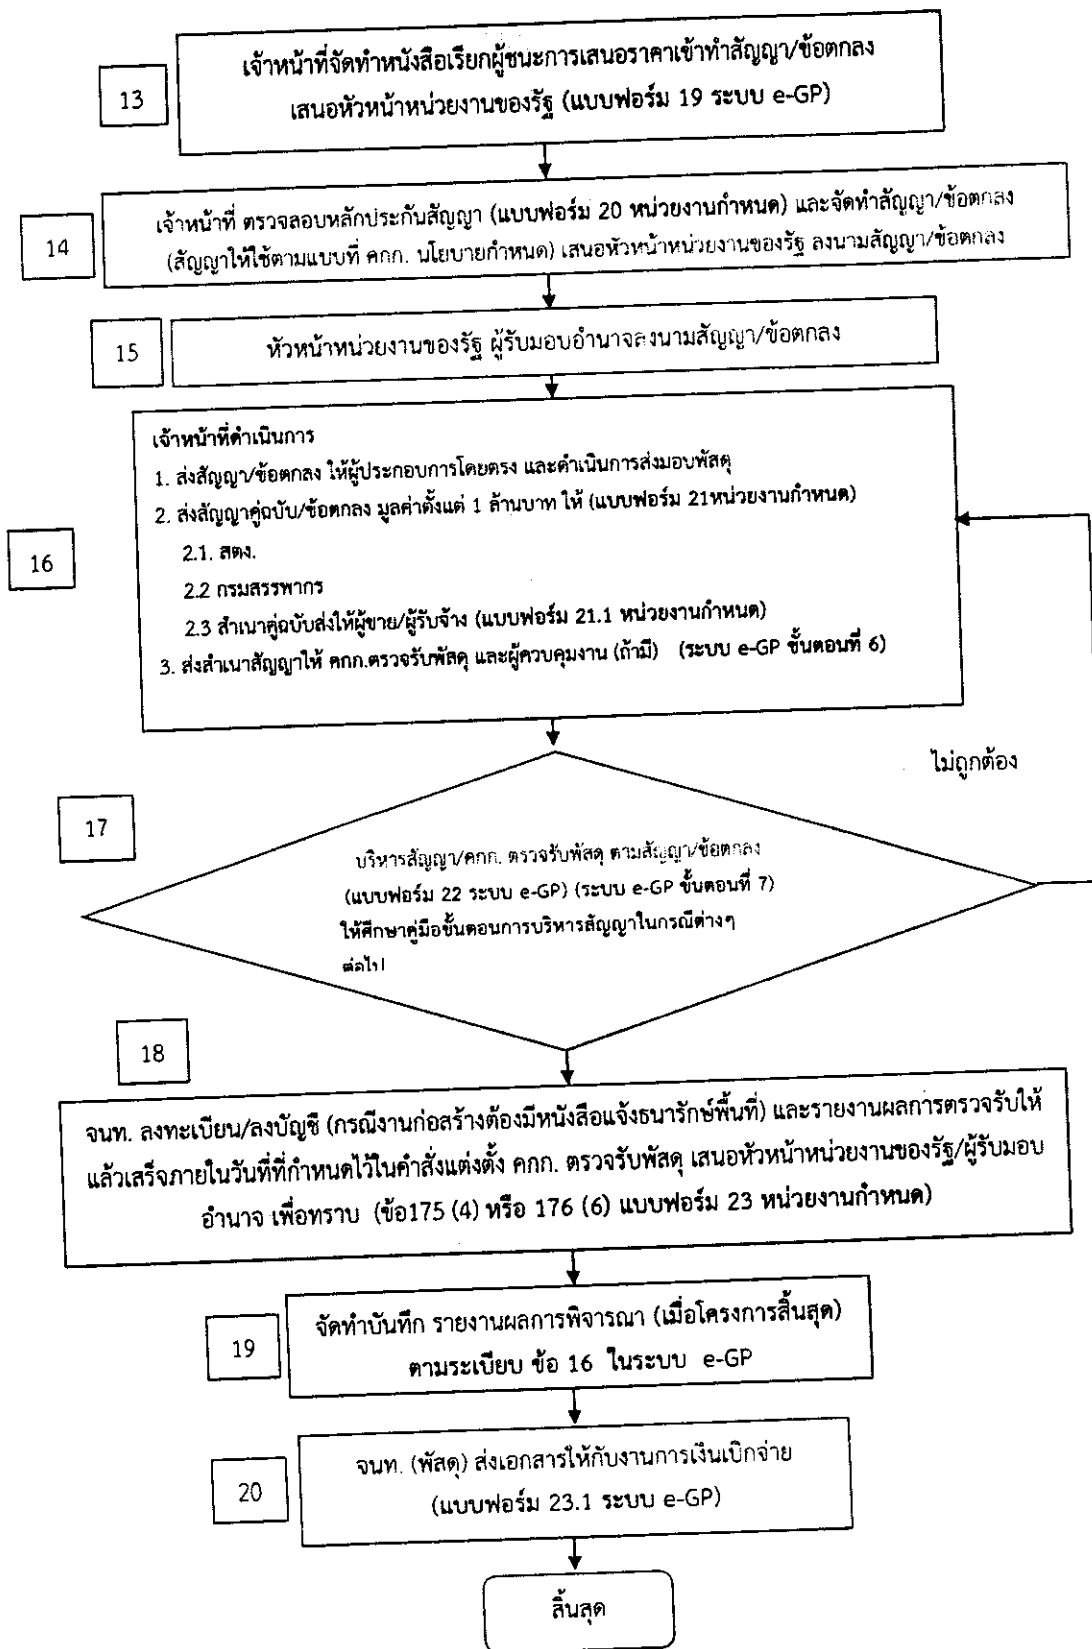 13
เจ้าหน้าที่จัดทำหนังสือเรียกผู้ชนะการเสนอราคาเข้าทำสัญญา/ข้อตกลง
เสนอหัวหน้าหน่วยงานของรัฐ (แบบฟอร์ม 19 ระบบ e-GP)
14
เจ้าหน้าที่ ตรวจสอบหลักประกันสัญญา (แบบฟอร์ม 20 หน่วยงานกำหนด) และจัดทำสัญญา/ข้อตกลง
(สัญญาให้ใช้ตามแบบที่ คกก. นโยบายกำหนด) เสนอหัวหน้าหน่วยงานของรัฐ ลงนามสัญญา/ข้อตกลง
15
หัวหน้าหน่วยงานของรัฐ ผู้รับมอบอำนาจลงนามสัญญา/ข้อตกลง
16
เจ้าหน้าที่ดำเนินการ
1. ส่งสัญญา/ข้อตกลง ให้ผู้ประกอบการโดยตรง และดำเนินการส่งมอบพัสดุ
2. ส่งสัญญาคู่ฉบับ/ข้อตกลง มูลค่าตั้งแต่ 1 ล้านบาท ให้ (แบบฟอร์ม 21หน่วยงานกำหนด)
2.1. สตง.
2.2 กรมสรรพากร
2.3 สำเนาคู่ฉบับส่งให้ผู้ขาย/ผู้รับจ้าง (แบบฟอร์ม 21.1 หน่วยงานกำหนด)
3. ส่งสำเนาสัญญาให้ คกก.ตรวจรับพัสดุ และผู้ควบคุมงาน (ถ้ามี) (ระบบ e-GP ขั้นตอนที่ 6)
ไม่ถูกต้อง
17
บริหารสัญญา/คกก. ตรวจรับพัสดุ ตามสัญญา/ข้อตกลง
(แบบฟอร์ม 22 ระบบ e-GP) (ระบบ e-GP ขั้นตอนที่ 7)
ให้ศึกษาคู่มือขั้นตอนการบริหารสัญญาในกรณีต่างๆ
ต่อไป
18
จนท. ลงทะเบียน/ลงบัญชี (กรณีงานก่อสร้างต้องมีหนังสือแจ้งธนารักษ์พื้นที่) และรายงานผลการตรวจรับให้
แล้วเสร็จภายในวันที่ที่กำหนดไว้ในคำสั่งแต่งตั้ง คกก. ตรวจรับพัสดุ เสนอหัวหน้าหน่วยงานของรัฐ/ผู้รับมอบ
อำนาจ เพื่อทราบ (ข้อ175 (4) หรือ 176 (6) แบบฟอร์ม 23 หน่วยงานกำหนด)
19
จัดทำบันทึก รายงานผลการพิจารณา (เมื่อโครงการสิ้นสุด)
ตามระเบียบ ข้อ 16 ในระบบ e-GP
20
จนท. (พัสดุ) ส่งเอกสารให้กับงานการเงินเบิกจ่าย
(แบบฟอร์ม 23.1 ระบบ e-GP)
สิ้นสุด